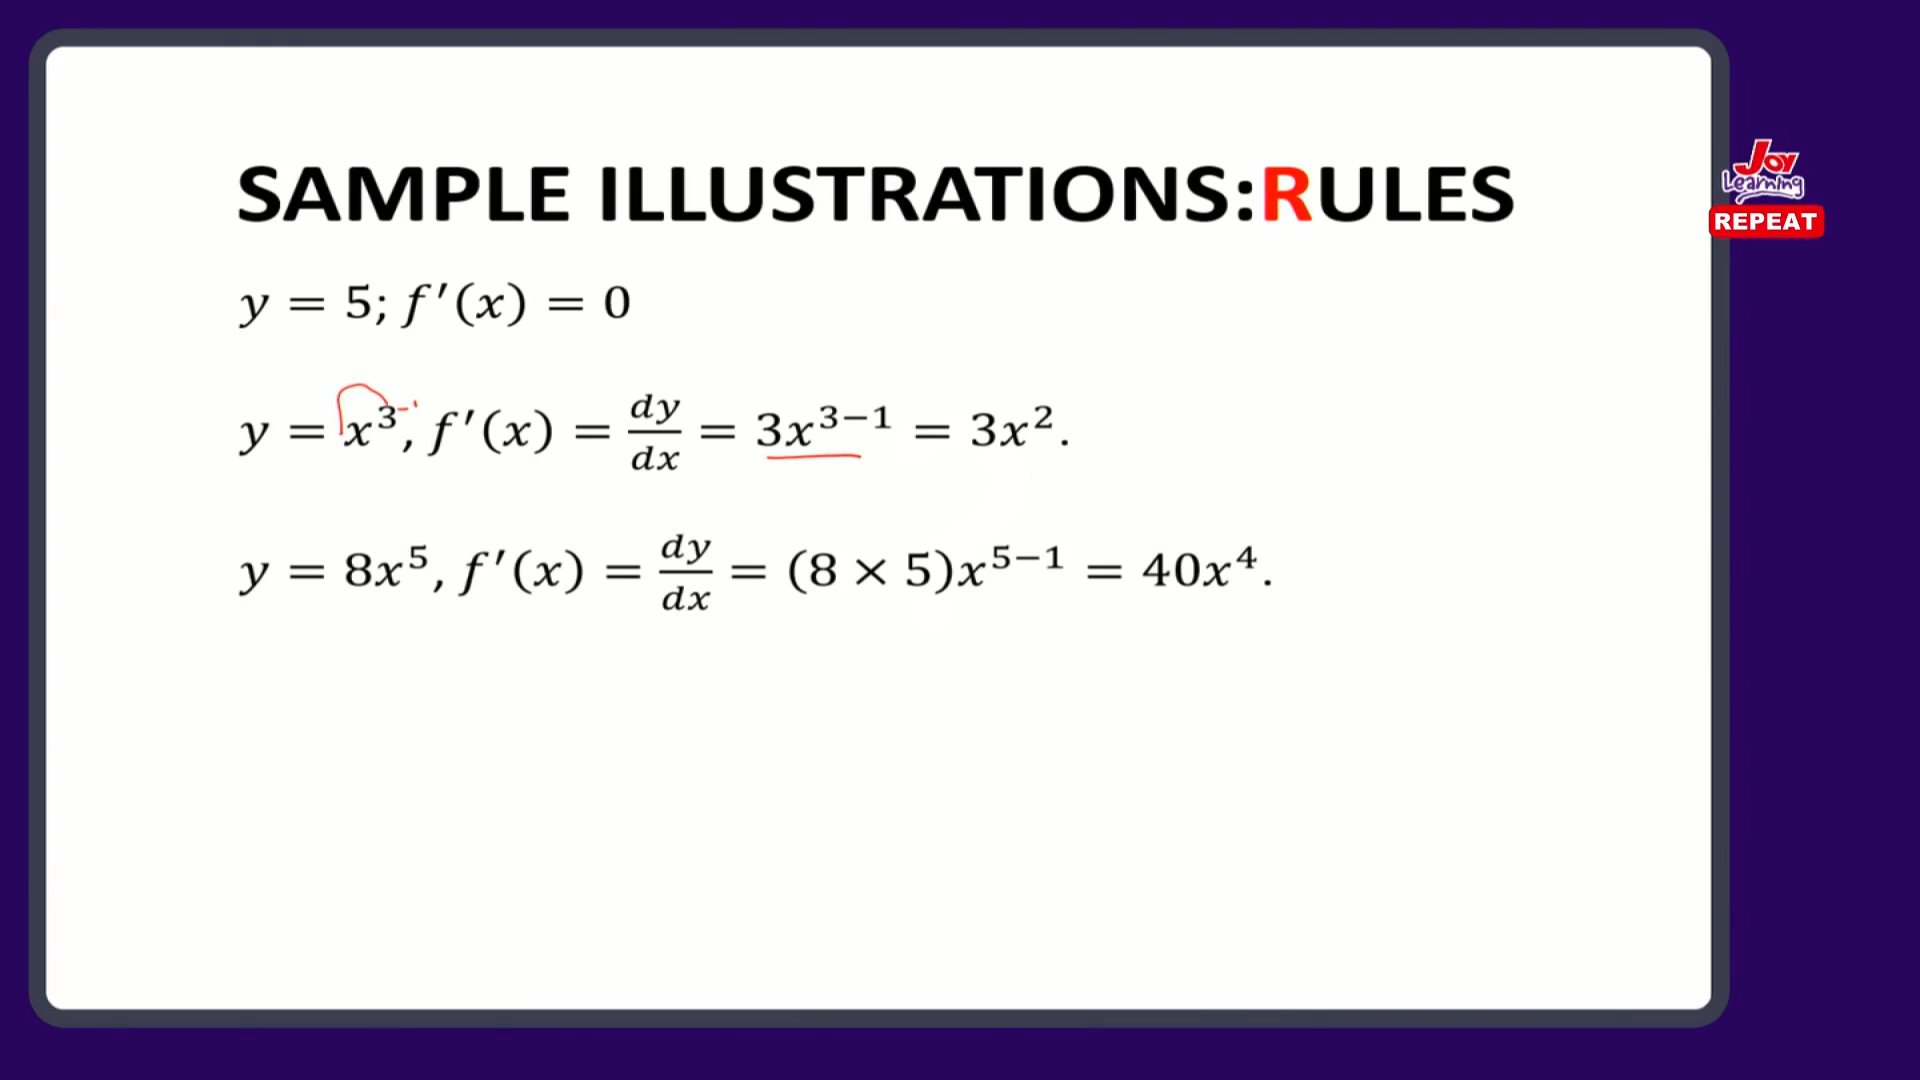 SAMPLE ILLUSTRATIONS:RULES
Joy
Learning
REPEAT
y = 5; f′(x) = 0
y = x³⁻¹, f′(x) = dy/dx = 3x³⁻¹ = 3x².
y = 8x⁵, f′(x) = dy/dx = (8 × 5)x⁵⁻¹ = 40x⁴.